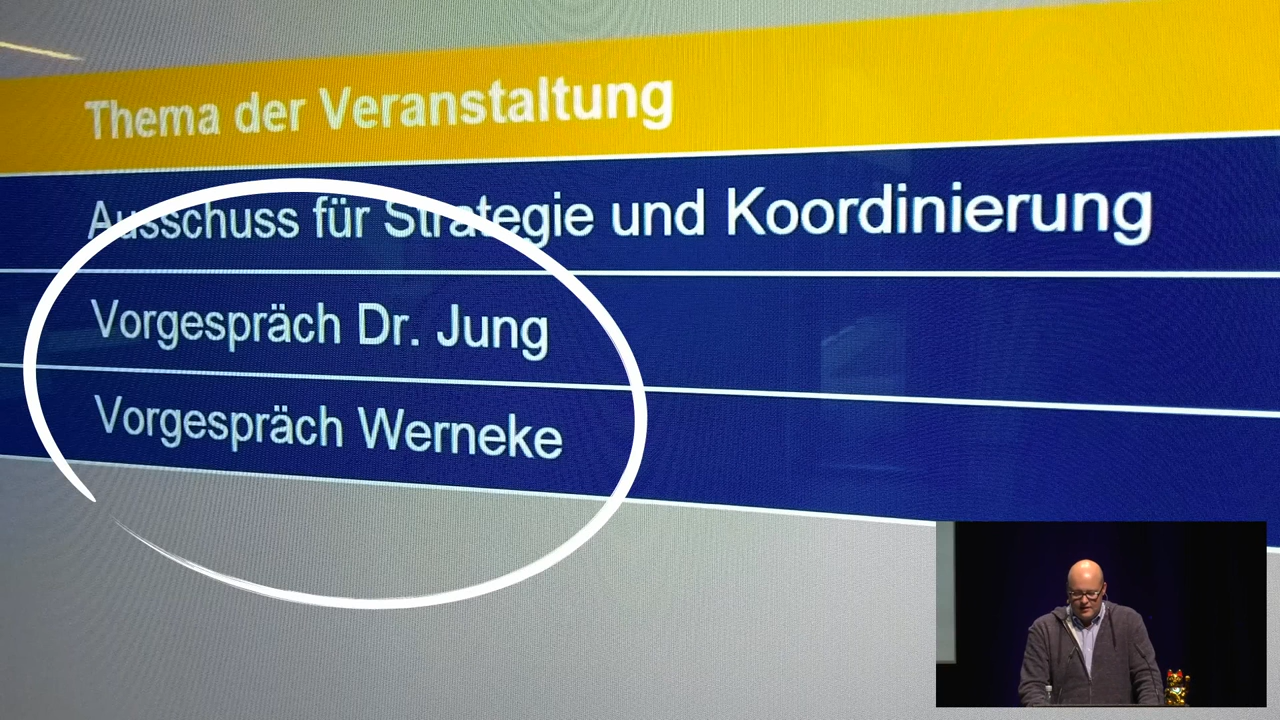 Thema der Veranstaltung
Ausschuss für Strategie und Koordinierung
Vorgespräch Dr. Jung
Vorgespräch Werneke